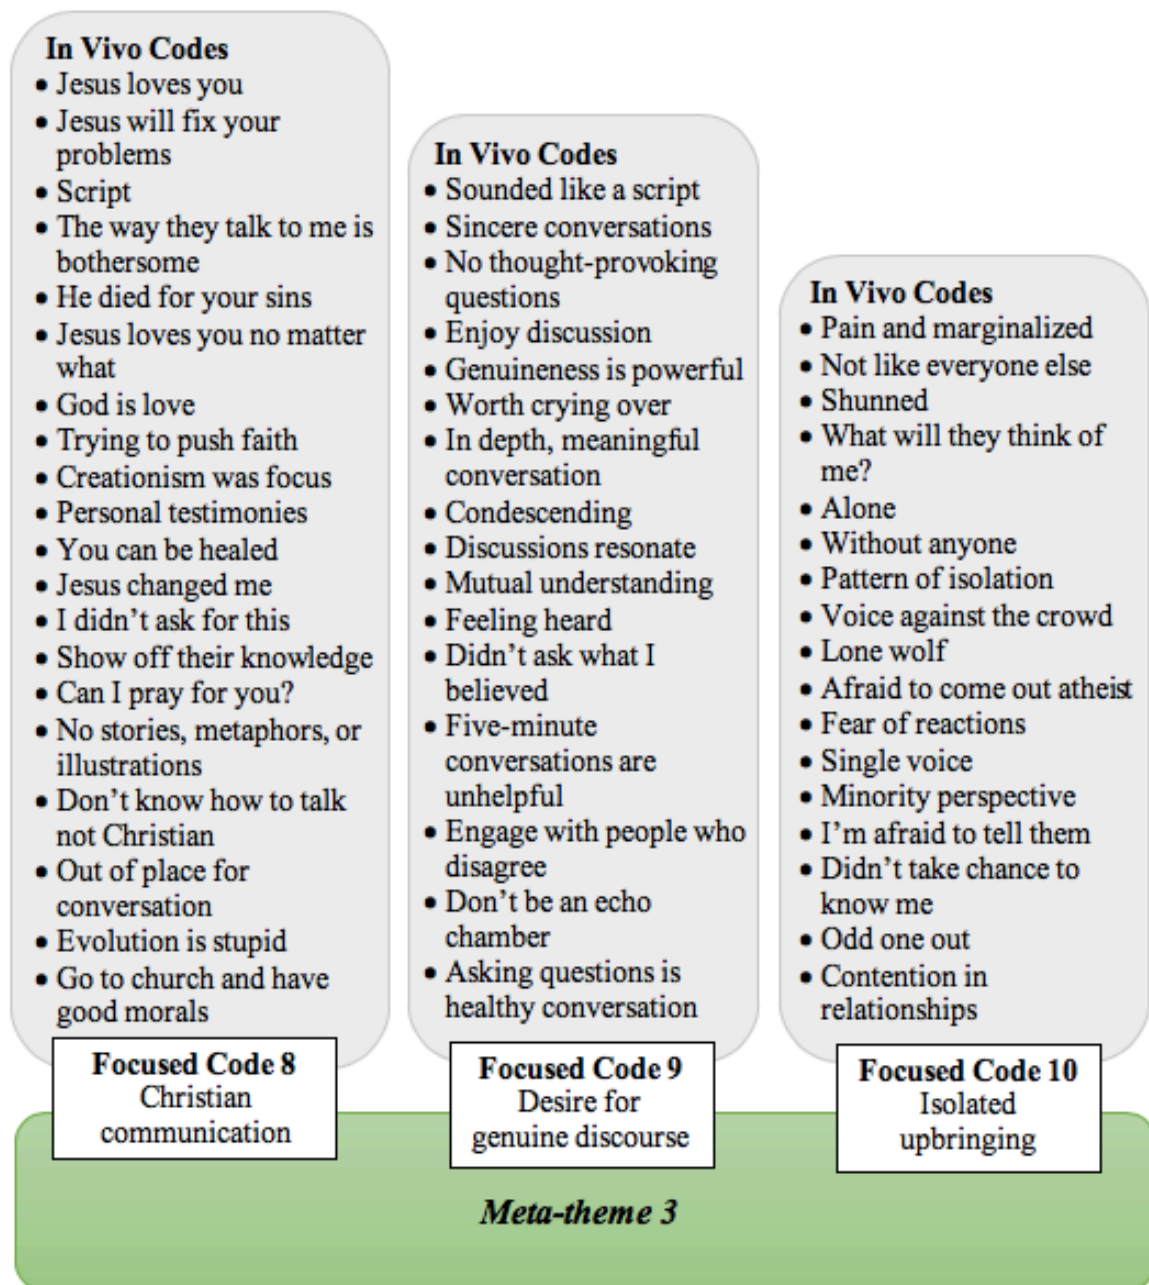 In Vivo Codes
• Jesus loves you
• Jesus will fix your
problems
• Script
• The way they talk to me is
bothersome
• He died for your sins
• Jesus loves you no matter
what
• God is love
• Trying to push faith
• Creationism was focus
• Personal testimonies
• You can be healed
• Jesus changed me
• I didn’t ask for this
• Show off their knowledge
• Can I pray for you?
• No stories, metaphors, or
illustrations
• Don’t know how to talk
not Christian
• Out of place for
conversation
• Evolution is stupid
• Go to church and have
good morals
Focused Code 8
Christian
communication
In Vivo Codes
• Sounded like a script
• Sincere conversations
• No thought-provoking
questions
• Enjoy discussion
• Genuineness is powerful
• Worth crying over
• In depth, meaningful
conversation
• Condescending
• Discussions resonate
• Mutual understanding
• Feeling heard
• Didn’t ask what I
believed
• Five-minute
conversations are
unhelpful
• Engage with people who
disagree
• Don’t be an echo
chamber
• Asking questions is
healthy conversation
Focused Code 9
Desire for
genuine discourse
In Vivo Codes
• Pain and marginalized
• Not like everyone else
• Shunned
• What will they think of
me?
• Alone
• Without anyone
• Pattern of isolation
• Voice against the crowd
• Lone wolf
• Afraid to come out atheist
• Fear of reactions
• Single voice
• Minority perspective
• I’m afraid to tell them
• Didn’t take chance to
know me
• Odd one out
• Contention in
relationships
Focused Code 10
Isolated
upbringing
Meta-theme 3